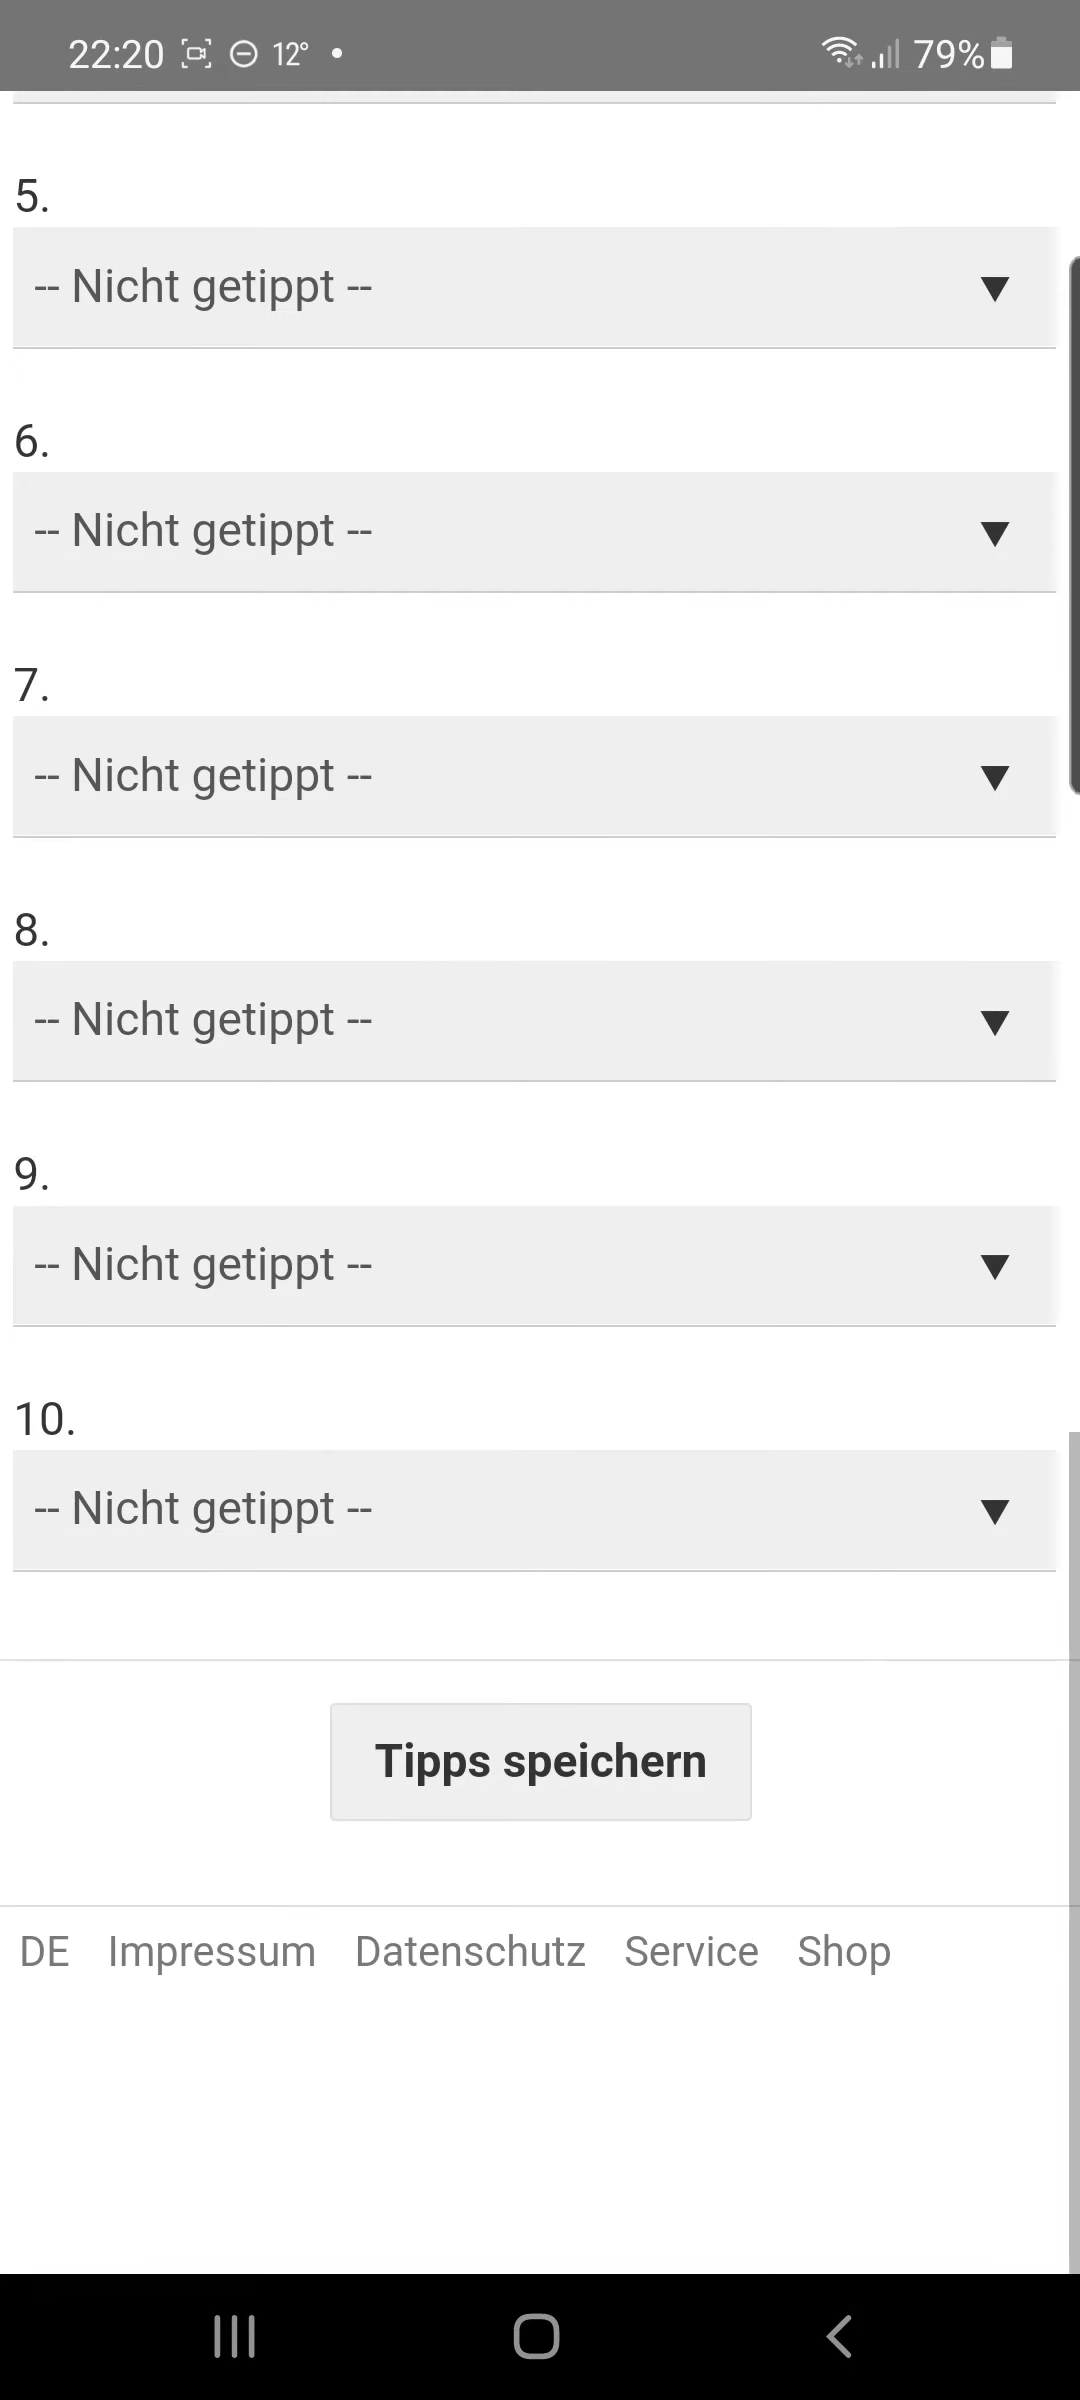 22:20 12° 79%
5.
-- Nicht getippt --
6.
-- Nicht getippt --
7.
-- Nicht getippt --
8.
-- Nicht getippt --
9.
-- Nicht getippt --
10.
-- Nicht getippt --
Tipps speichern
DE Impressum Datenschutz Service Shop